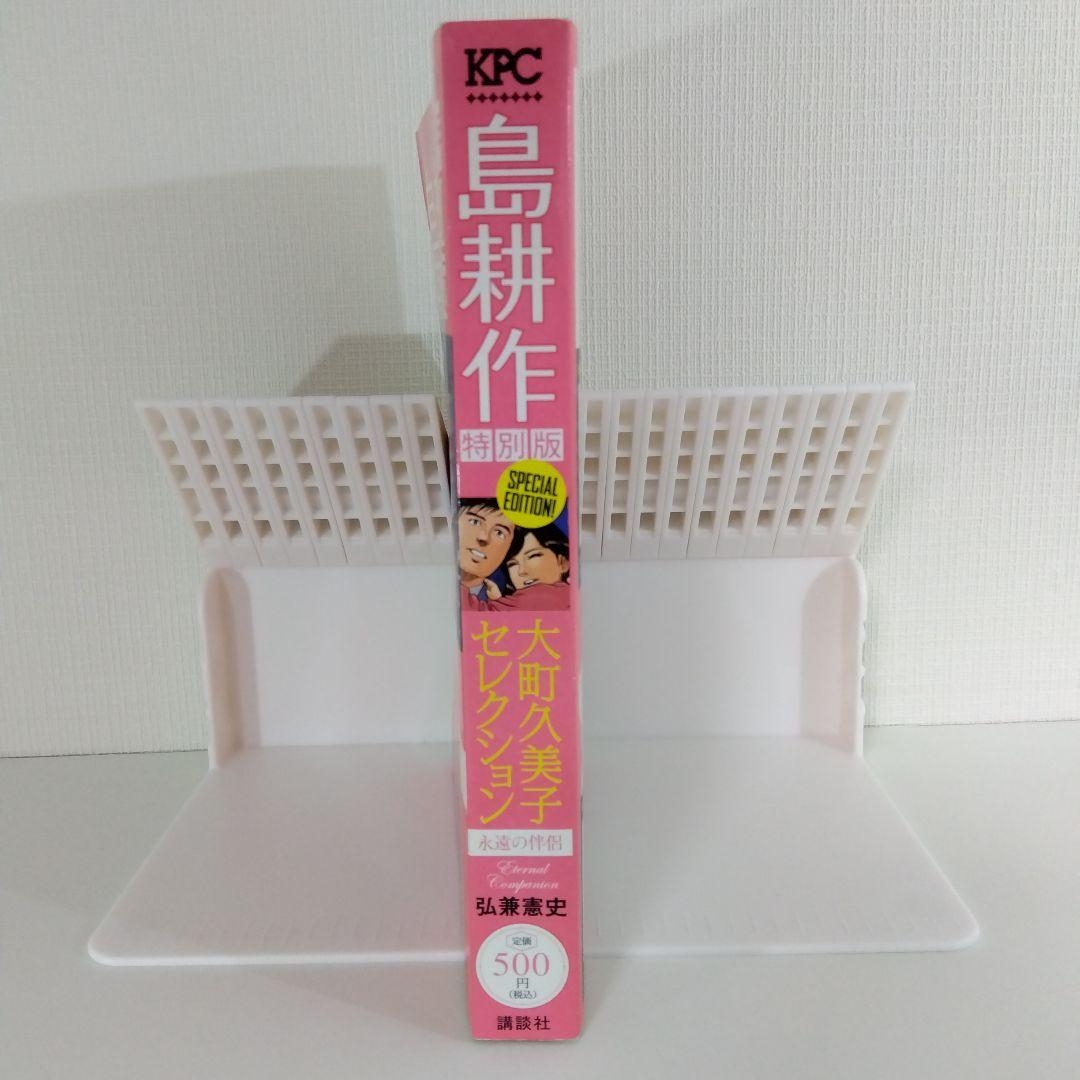 KPC
島耕作
特別版
SPECIAL
EDITION!
大町久美子
セレクション
永遠の伴侶
Eternal
Companion
弘兼憲史
定価
500
円
(税込)
講談社